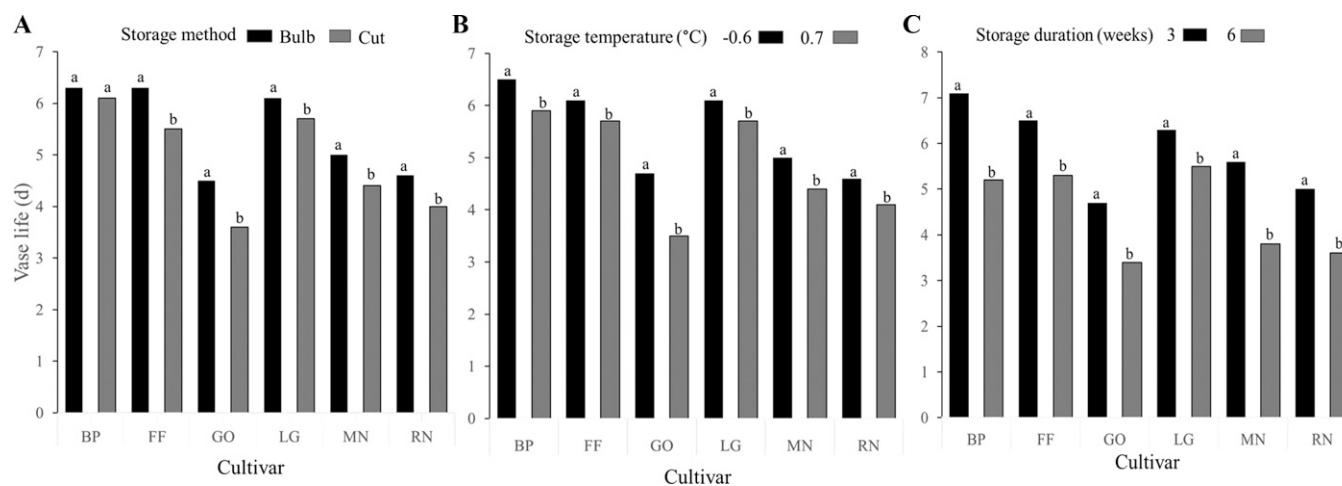 A
Storage method Bulb Cut
Vase life (d)
7
6
5
4
3
2
1
0
a a a b a b a b a b a b
BP FF GO LG MN RN
Cultivar
B
Storage temperature (°C) -0.6 0.7
7
6
5
4
3
2
1
0
a b a b a b a b a b a b
BP FF GO LG MN RN
Cultivar
C
Storage duration (weeks) 3 6
8
7
6
5
4
3
2
1
0
a b a b a b a b a b a b
BP FF GO LG MN RN
Cultivar